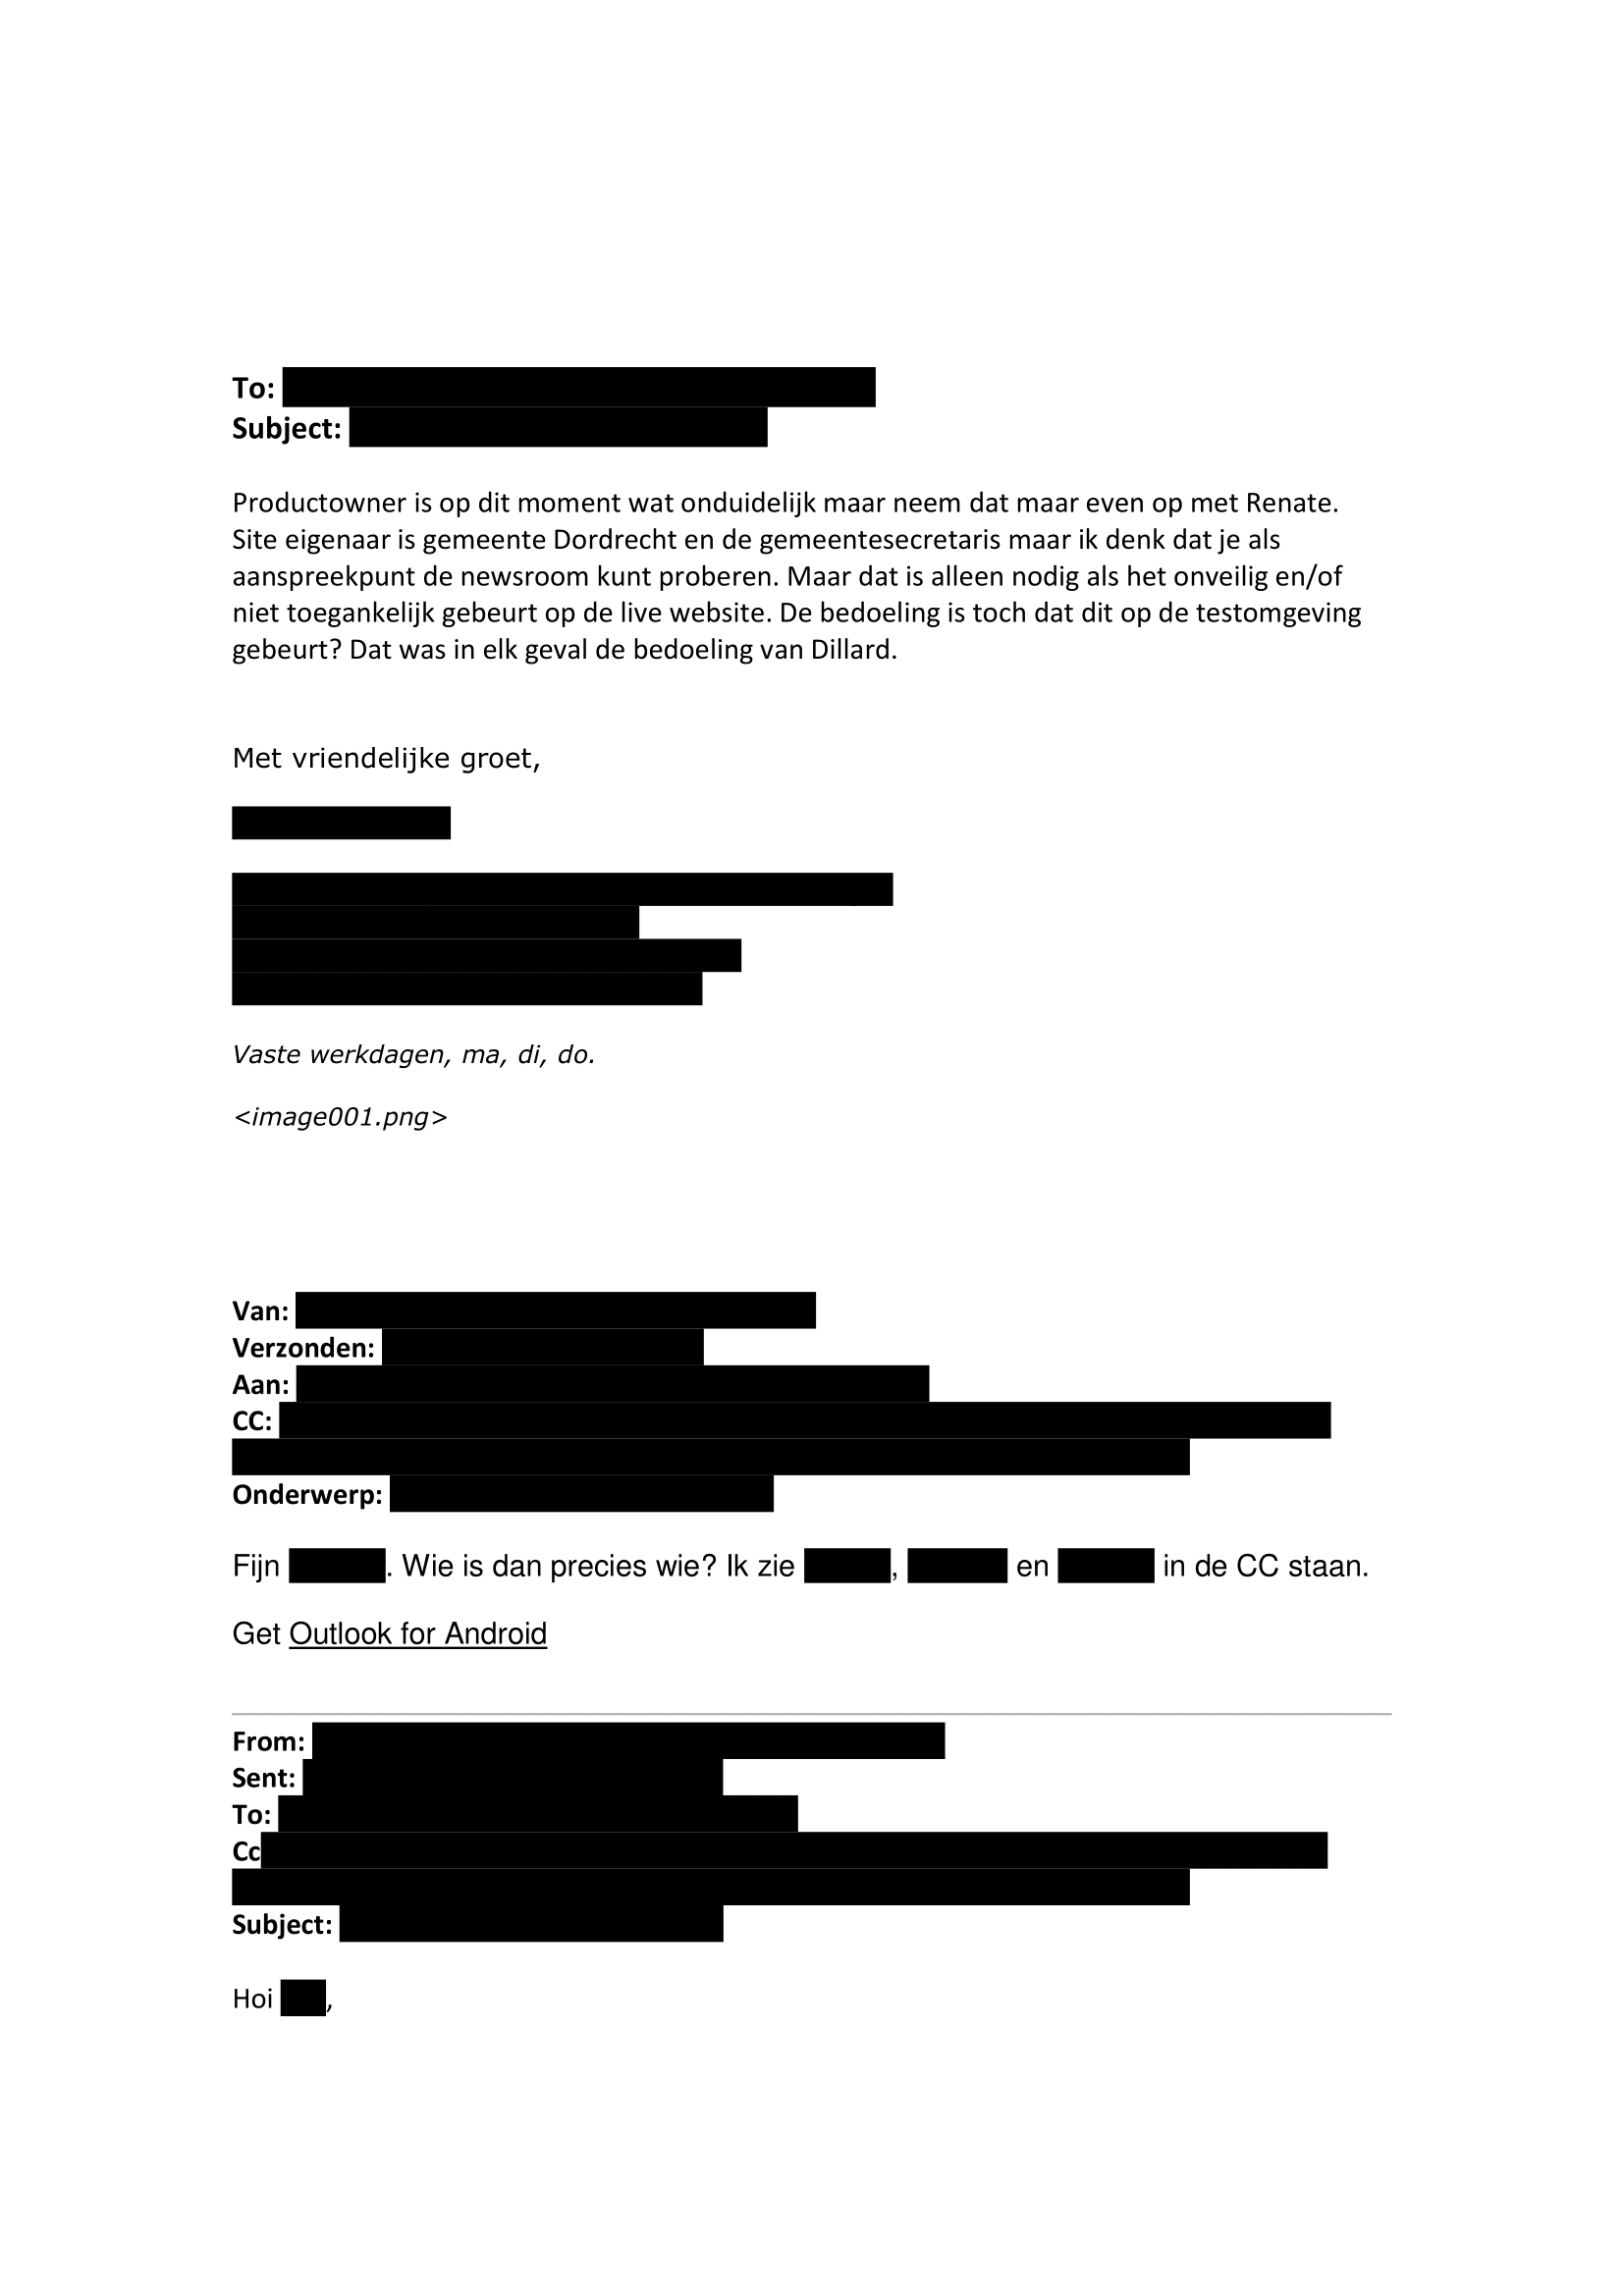 To:
Subject:
Productowner is op dit moment wat onduidelijk maar neem dat maar even op met Renate.
Site eigenaar is gemeente Dordrecht en de gemeentesecretaris maar ik denk dat je als
aanspreekpunt de newsroom kunt proberen. Maar dat is alleen nodig als het onveilig en/of
niet toegankelijk gebeurt op de live website. De bedoeling is toch dat dit op de testomgeving
gebeurt? Dat was in elk geval de bedoeling van Dillard.
Met vriendelijke groet,
Vaste werkdagen, ma, di, do.
<image001.png>
Van:
Verzonden:
Aan:
CC:
Onderwerp:
Fijn . Wie is dan precies wie? Ik zie , en in de CC staan.
Get Outlook for Android
From:
Sent:
To:
Cc
Subject:
Hoi ,